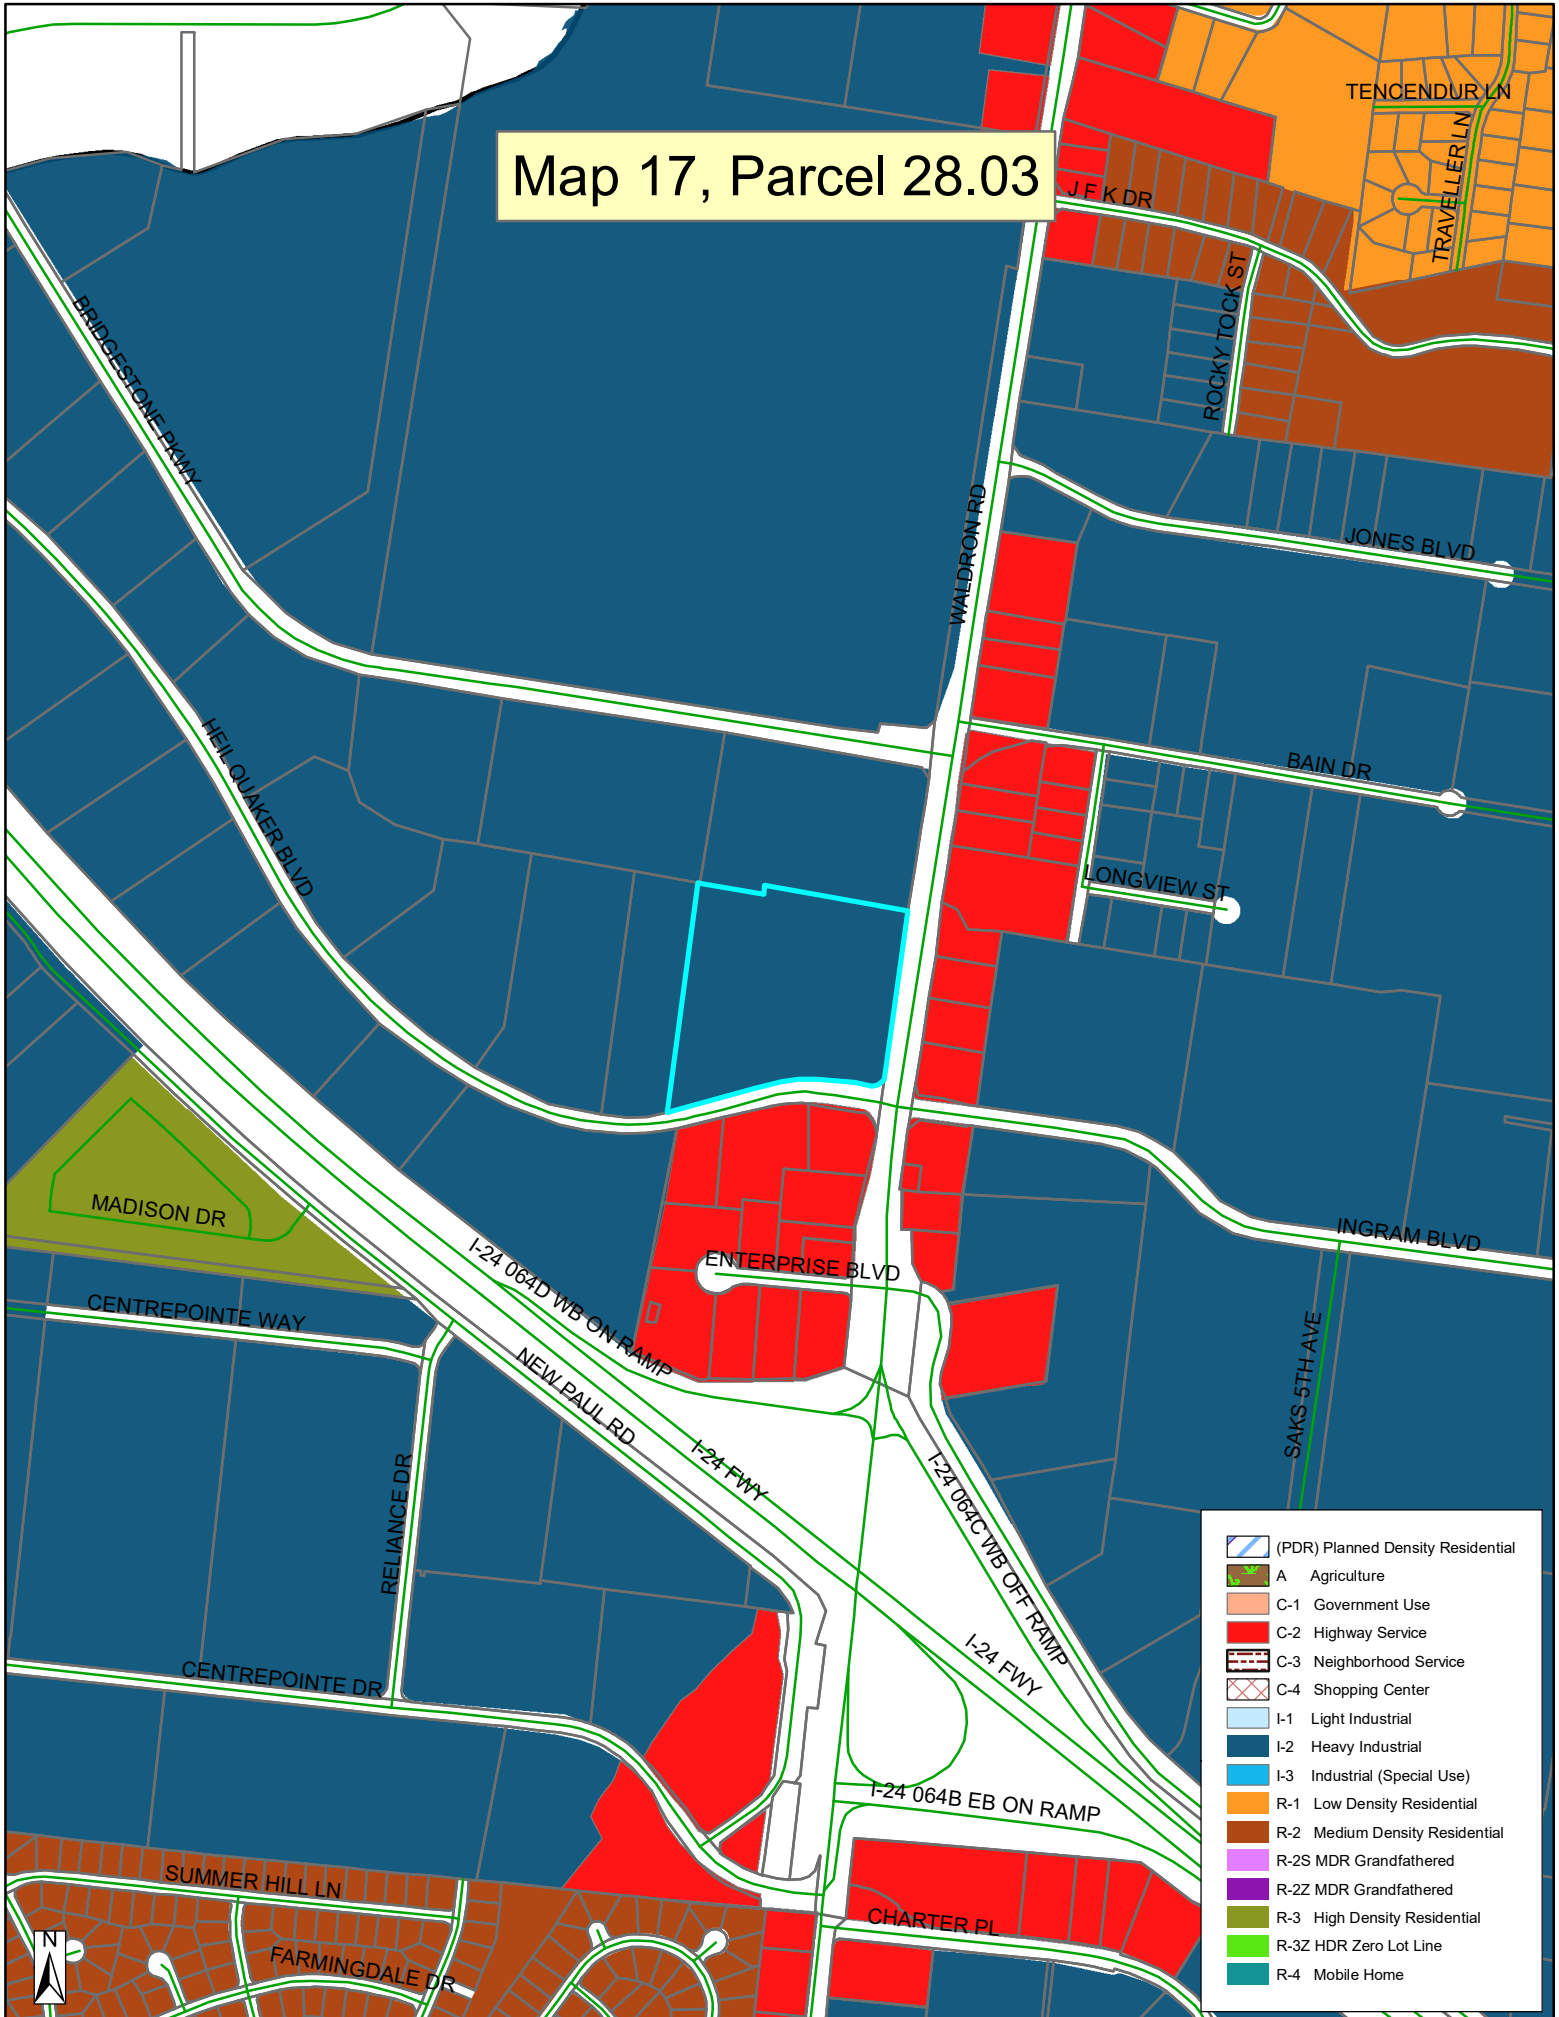 TENCENDUR LN
TRAVELLER LN
Map 17, Parcel 28.03
J F K DR
ROCKY TOCK ST
BRIDGESTONE PKWY
WALDRON RD
JONES BLVD
HEIL QUAKER BLVD
BAIN DR
LONGVIEW ST
MADISON DR
INGRAM BLVD
I-24 064D WB ON RAMP
ENTERPRISE BLVD
CENTREPOINTE WAY
SAKS 5TH AVE
NEW PAUL RD
I-24 FWY
RELIANCE DR
I-24 064C WB OFF RAMP
I-24 FWY
CENTREPOINTE DR
I-24 064B EB ON RAMP
SUMMER HILL LN
CHARTER PL
FARMINGDALE DR
N
(PDR) Planned Density Residential
A Agriculture
C-1 Government Use
C-2 Highway Service
C-3 Neighborhood Service
C-4 Shopping Center
I-1 Light Industrial
I-2 Heavy Industrial
I-3 Industrial (Special Use)
R-1 Low Density Residential
R-2 Medium Density Residential
R-2S MDR Grandfathered
R-2Z MDR Grandfathered
R-3 High Density Residential
R-3Z HDR Zero Lot Line
R-4 Mobile Home